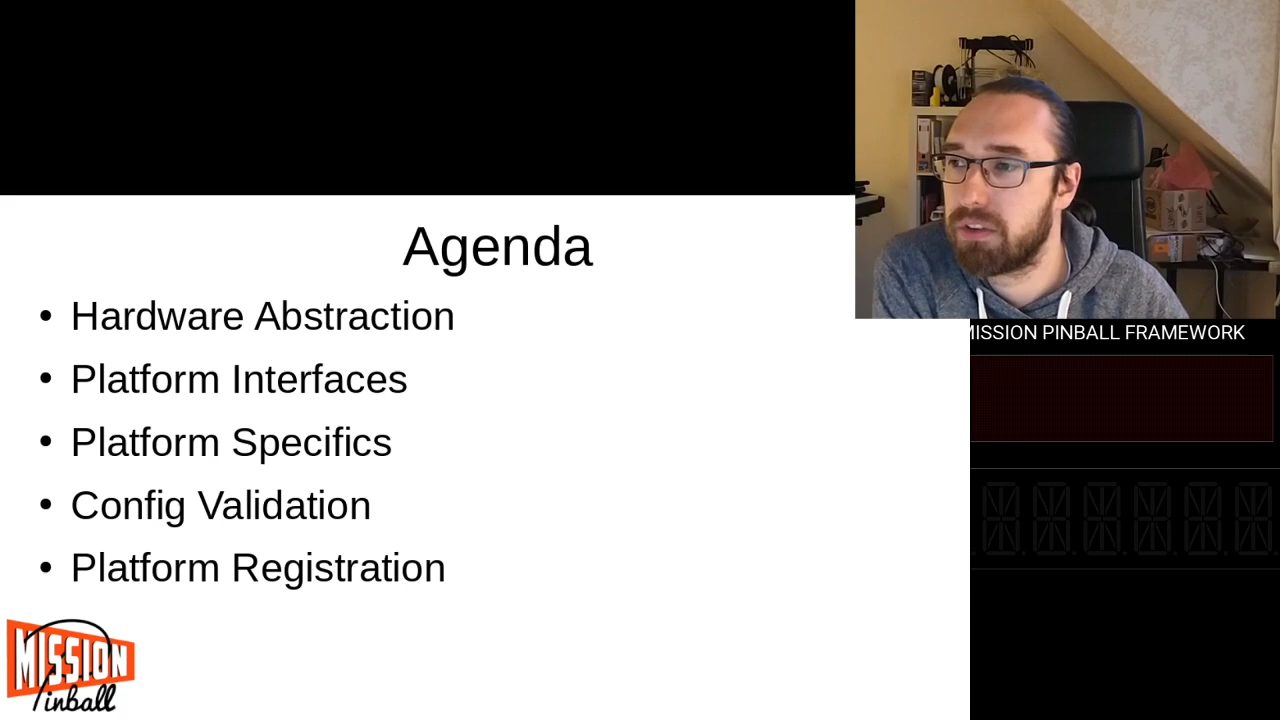 Agenda
• Hardware Abstraction
• Platform Interfaces
• Platform Specifics
• Config Validation
• Platform Registration
MISSION PINBALL FRAMEWORK
MISSION
Pinball